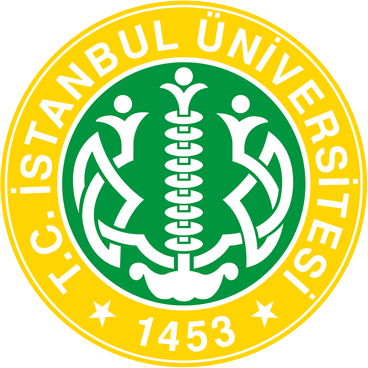 T.C. İSTANBUL ÜNİVERSİTESİ
1453